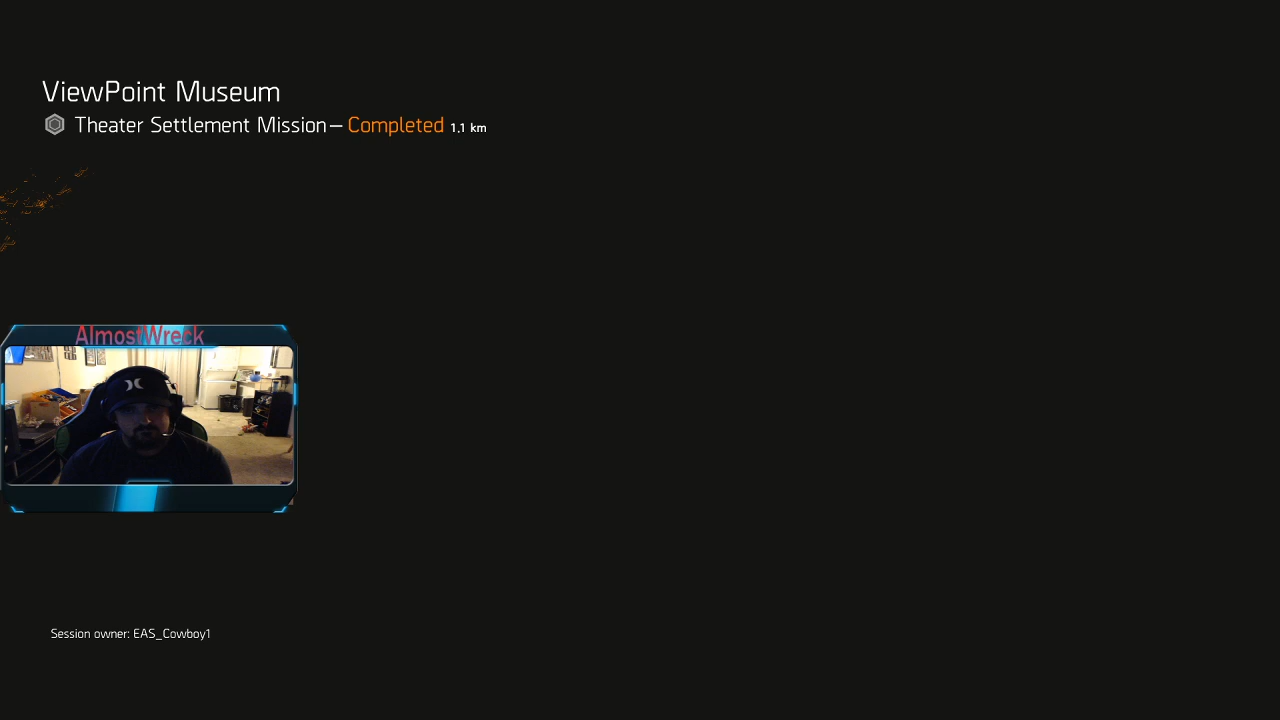 ViewPoint Museum
Theater Settlement Mission — Completed 1.1 km
AlmostWreck
Session owner: EAS_Cowboy1